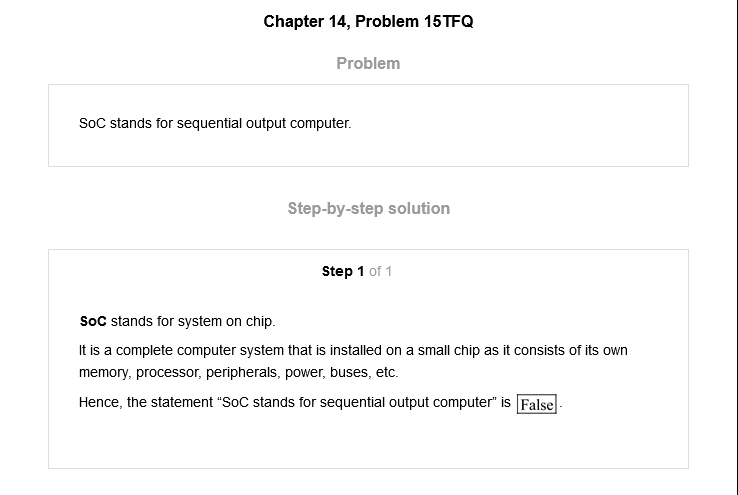 Chapter 14, Problem 15TFQ
Problem
SoC stands for sequential output computer.
Step-by-step solution
Step 1 of 1
SoC stands for system on chip.
It is a complete computer system that is installed on a small chip as it consists of its own
memory, processor, peripherals, power, buses, etc.
Hence, the statement “SoC stands for sequential output computer” is False.